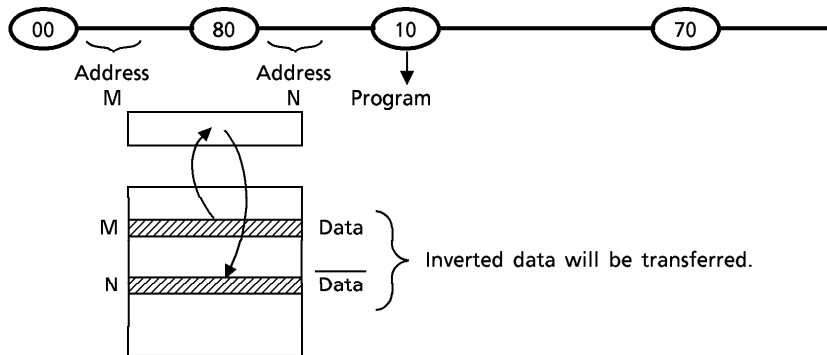 00 80 10 70
Address Address
M N Program
M Data
Inverted data will be transferred.
N Data